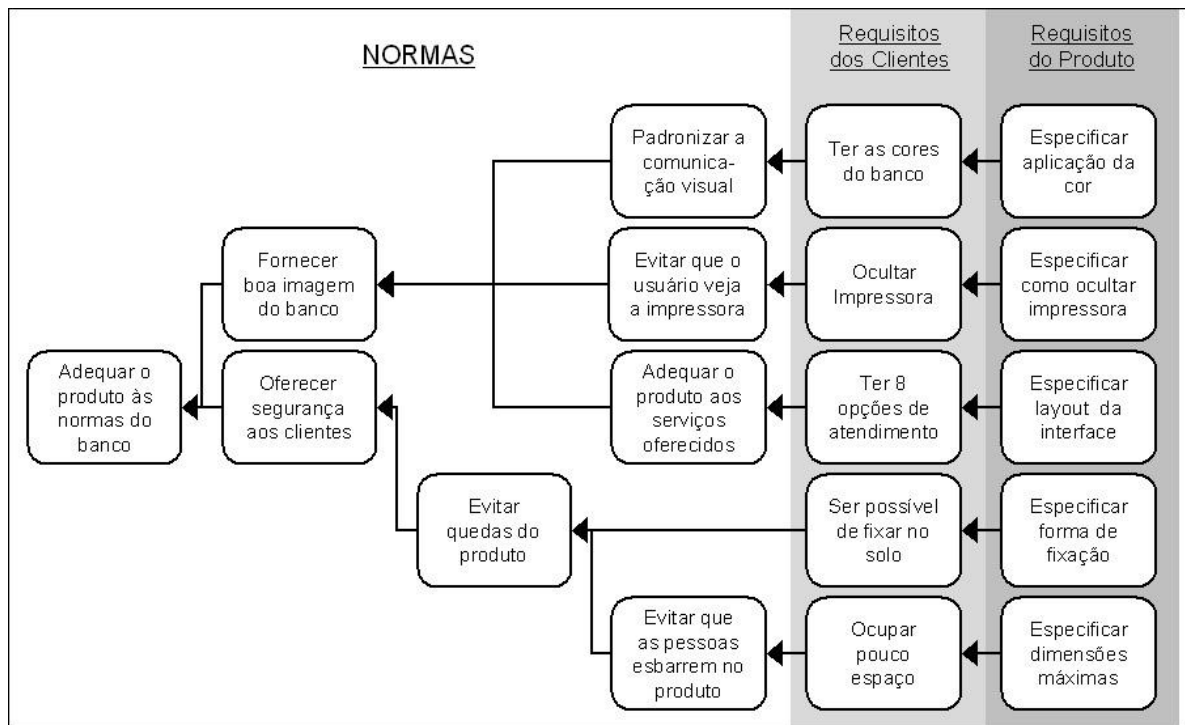 NORMAS
Requisitos
dos Clientes
Requisitos
do Produto
Padronizar a
comunica-
ção visual
Ter as cores
do banco
Especificar
aplicação da
cor
Fornecer
boa imagem
do banco
Evitar que o
usuário veja
a impressora
Ocultar
Impressora
Especificar
como ocultar
impressora
Adequar o
produto às
normas do
banco
Oferecer
segurança
aos clientes
Adequar o
produto aos
serviços
oferecidos
Ter 8
opções de
atendimento
Especificar
layout da
interface
Evitar
quedas do
produto
Ser possível
de fixar no
solo
Especificar
forma de
fixação
Evitar que
as pessoas
esbarrem no
produto
Ocupar
pouco
espaço
Especificar
dimensões
máximas